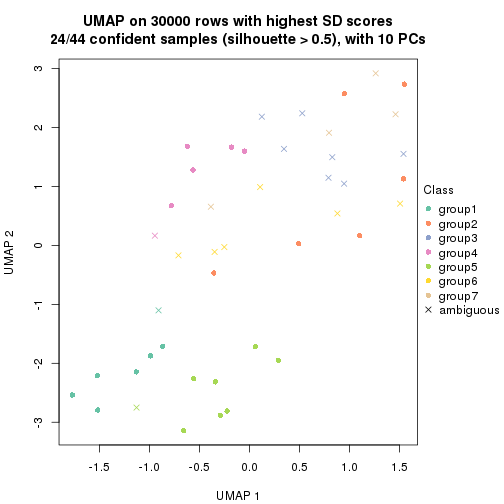 UMAP on 30000 rows with highest SD scores
24/44 confident samples (silhouette > 0.5), with 10 PCs
3
2
1
0
-1
-2
-3
UMAP 2
-1.5 -1.0 -0.5 0.0 0.5 1.0 1.5
UMAP 1
Class
group1
group2
group3
group4
group5
group6
group7
ambiguous